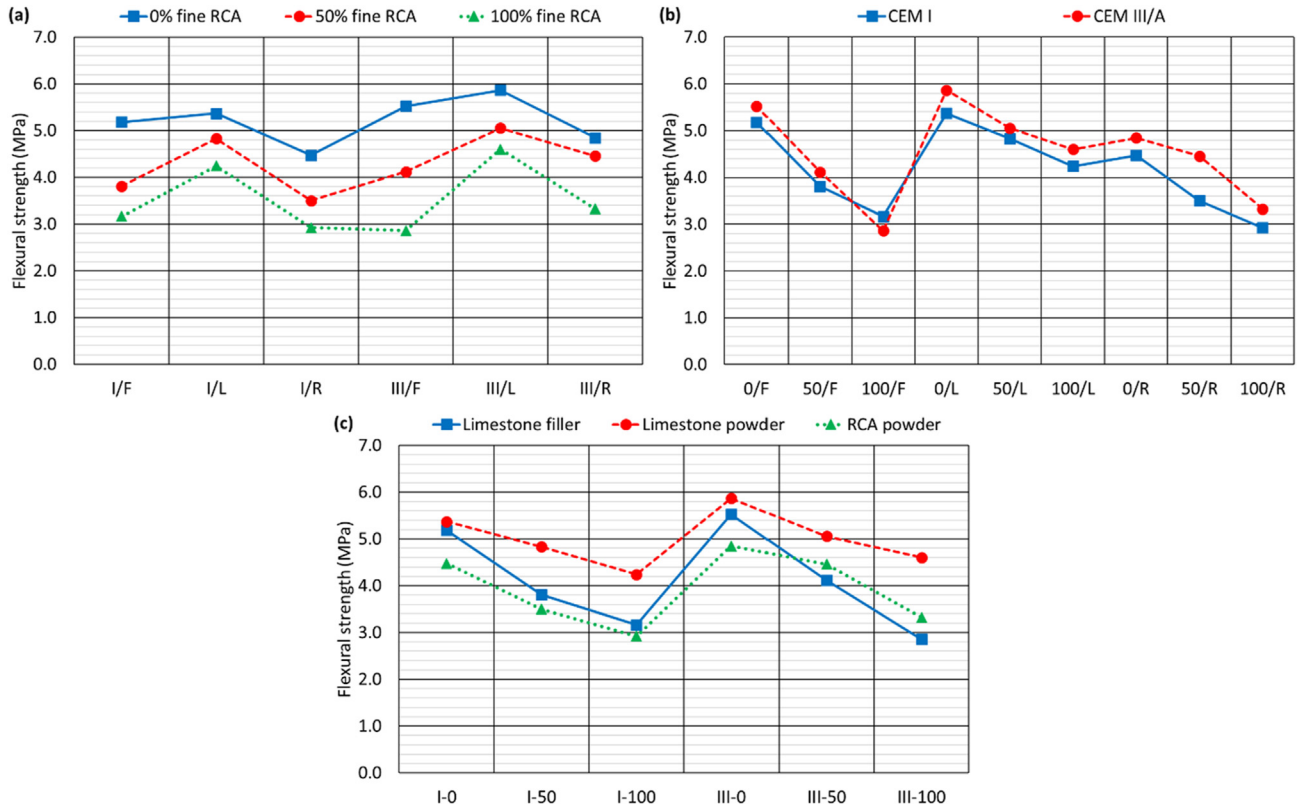 (a)
0% fine RCA 50% fine RCA 100% fine RCA
7.0
6.0
5.0
4.0
3.0
2.0
1.0
0.0
Flexural strength (MPa)
I/F I/L I/R III/F III/L III/R
(b)
CEM I CEM III/A
7.0
6.0
5.0
4.0
3.0
2.0
1.0
0.0
Flexural strength (MPa)
0/F 50/F 100/F 0/L 50/L 100/L 0/R 50/R 100/R
(c)
Limestone filler Limestone powder RCA powder
7.0
6.0
5.0
4.0
3.0
2.0
1.0
0.0
Flexural strength (MPa)
I-0 I-50 I-100 III-0 III-50 III-100